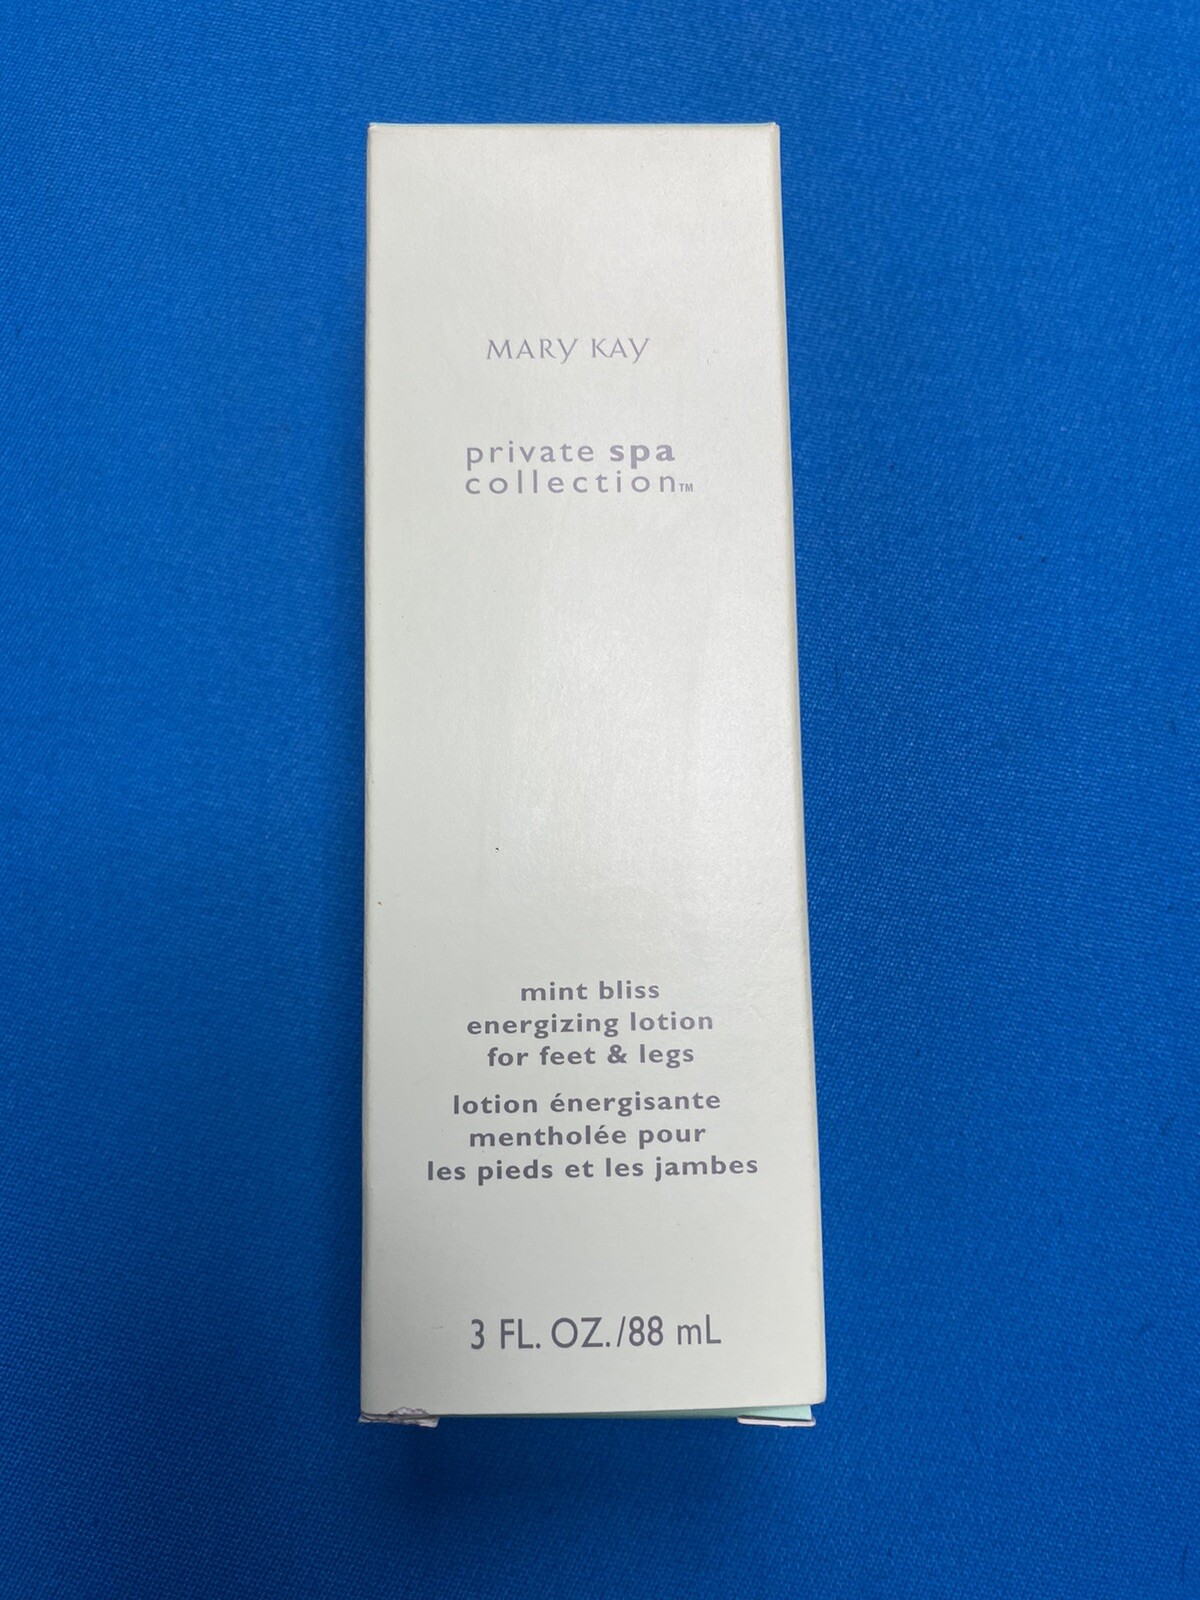 MARY KAY
private spa
collection™
mint bliss
energizing lotion
for feet & legs
lotion énergisante
mentholée pour
les pieds et les jambes
3 FL. OZ./88 mL